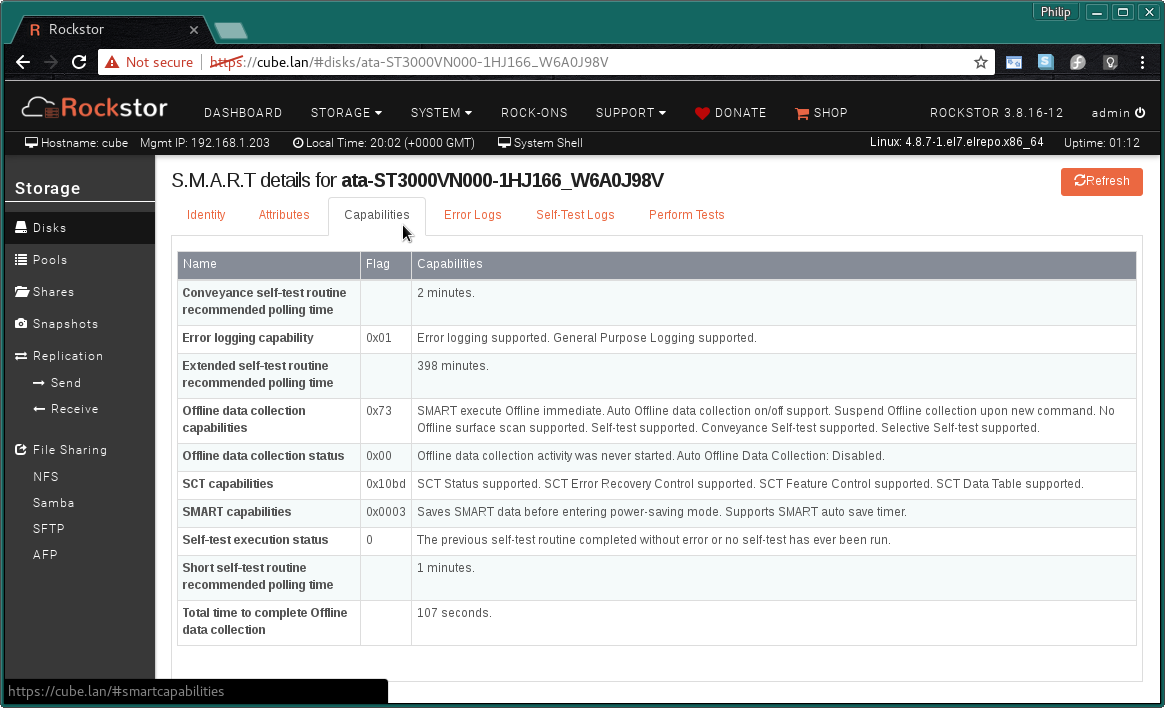 Philip
Rockstor
Not secure https://cube.lan/#disks/ata-ST3000VN000-1HJ166_W6A0J98V
Rockstor DASHBOARD STORAGE SYSTEM ROCK-ONS SUPPORT DONATE SHOP ROCKSTOR 3.8.16-12 admin
Hostname: cube Mgmt IP: 192.168.1.203 Local Time: 20:02 (+0000 GMT) System Shell Linux: 4.8.7-1.el7.elrepo.x86_64 Uptime: 01:12
Storage
Disks
Pools
Shares
Snapshots
Replication
Send
Receive
File Sharing
NFS
Samba
SFTP
AFP
S.M.A.R.T details for ata-ST3000VN000-1HJ166_W6A0J98V
Refresh
Identity Attributes Capabilities Error Logs Self-Test Logs Perform Tests
Name Flag Capabilities
Conveyance self-test routine 2 minutes.
recommended polling time
Error logging capability 0x01 Error logging supported. General Purpose Logging supported.
Extended self-test routine 398 minutes.
recommended polling time
Offline data collection 0x73 SMART execute Offline immediate. Auto Offline data collection on/off support. Suspend Offline collection upon new command. No
capabilities Offline surface scan supported. Self-test supported. Conveyance Self-test supported. Selective Self-test supported.
Offline data collection status 0x00 Offline data collection activity was never started. Auto Offline Data Collection: Disabled.
SCT capabilities 0x10bd SCT Status supported. SCT Error Recovery Control supported. SCT Feature Control supported. SCT Data Table supported.
SMART capabilities 0x0003 Saves SMART data before entering power-saving mode. Supports SMART auto save timer.
Self-test execution status 0 The previous self-test routine completed without error or no self-test has ever been run.
Short self-test routine 1 minutes.
recommended polling time
Total time to complete Offline 107 seconds.
data collection
https://cube.lan/#smartcapabilities